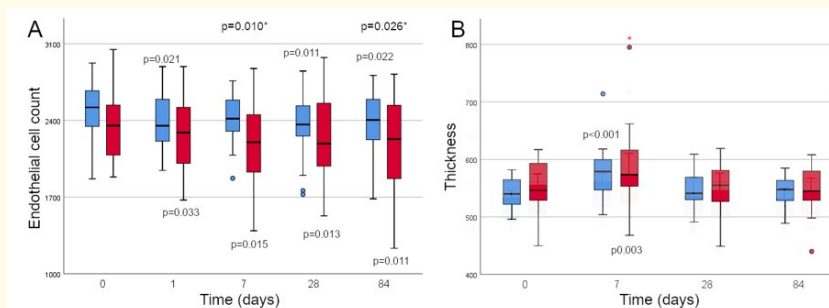 A
p=0.010*
p=0.026*
3100
2400
1700
1000
Endothelial cell count
p=0.021
p=0.011
p=0.022
p=0.033
p=0.015
p=0.013
p=0.011
0 1 7 28 84
Time (days)
B
800
700
600
500
400
Thickness
p<0.001
p0.003
0 7 28 84
Time (days)